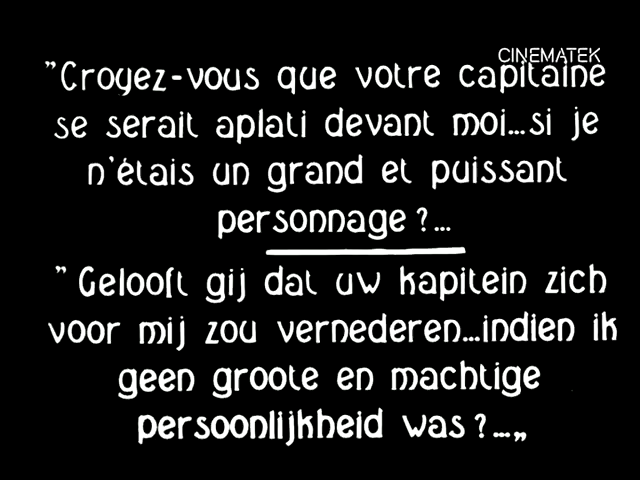 CINEMATEK
"Croyez-vous que votre capitaine
se serait aplati devant moi...si je
n'étais un grand et puissant
personnage ?...
" Gelooft gij dat uw kapitein zich
voor mij zou vernederen...indien ik
geen groote en machtige
persoonlijkheid was ?...„